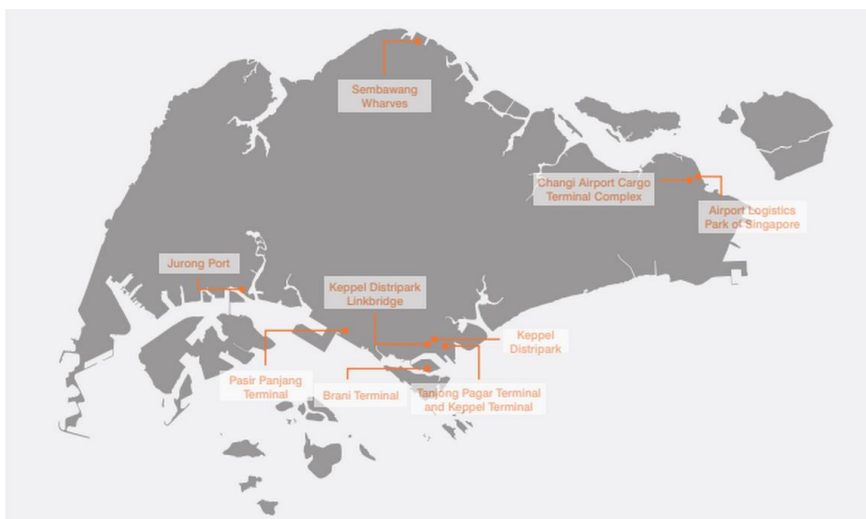 Sembawang
Wharves
Changi Airport Cargo
Terminal Complex
Airport Logistics
Park of Singapore
Jurong Port
Keppel Distripark
Linkbridge
Keppel
Distripark
Pasir Panjang
Terminal
Brani Terminal
Tanjong Pagar Terminal
and Keppel Terminal